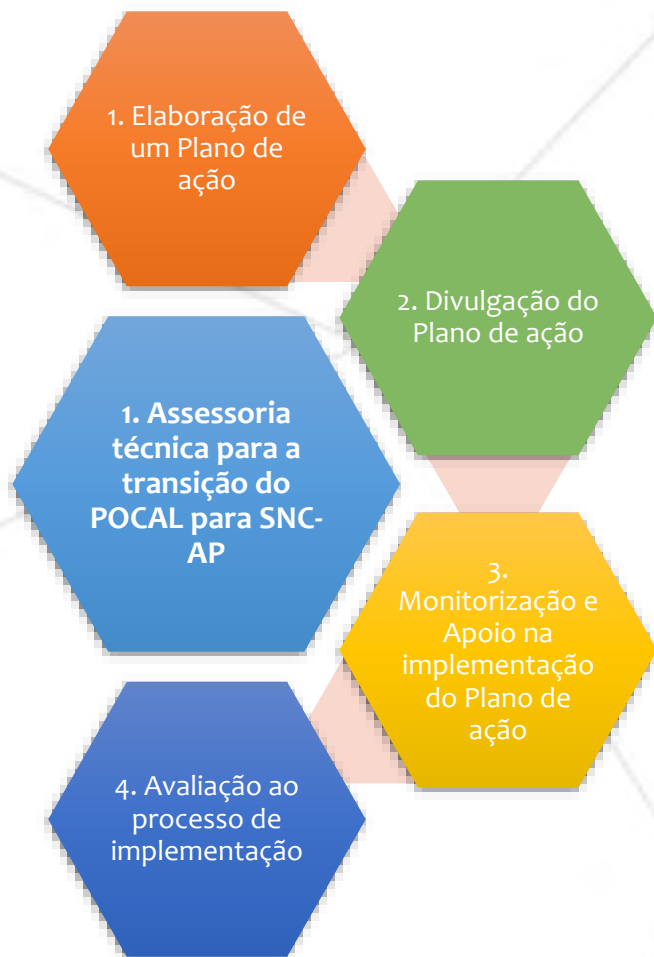 1. Elaboração de
um Plano de
ação
2. Divulgação do
Plano de ação
1. Assessoria
técnica para a
transição do
POCAL para SNC-
AP
3.
Monitorização e
Apoio na
implementação
do Plano de
ação
4. Avaliação ao
processo de
implementação